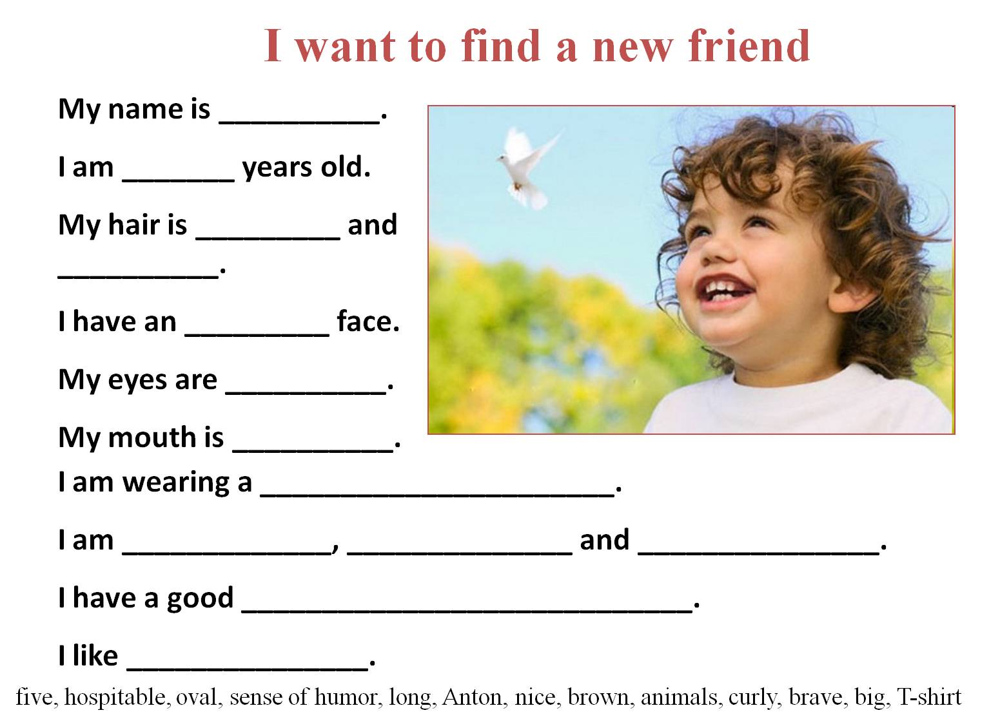 I want to find a new friend
My name is __________.
I am _______ years old.
My hair is _________ and
__________.
I have an _________ face.
My eyes are __________.
My mouth is __________.
I am wearing a ______________________.
I am _____________, ______________ and _______________.
I have a good ____________________________.
I like _______________.
five, hospitable, oval, sense of humor, long, Anton, nice, brown, animals, curly, brave, big, T-shirt